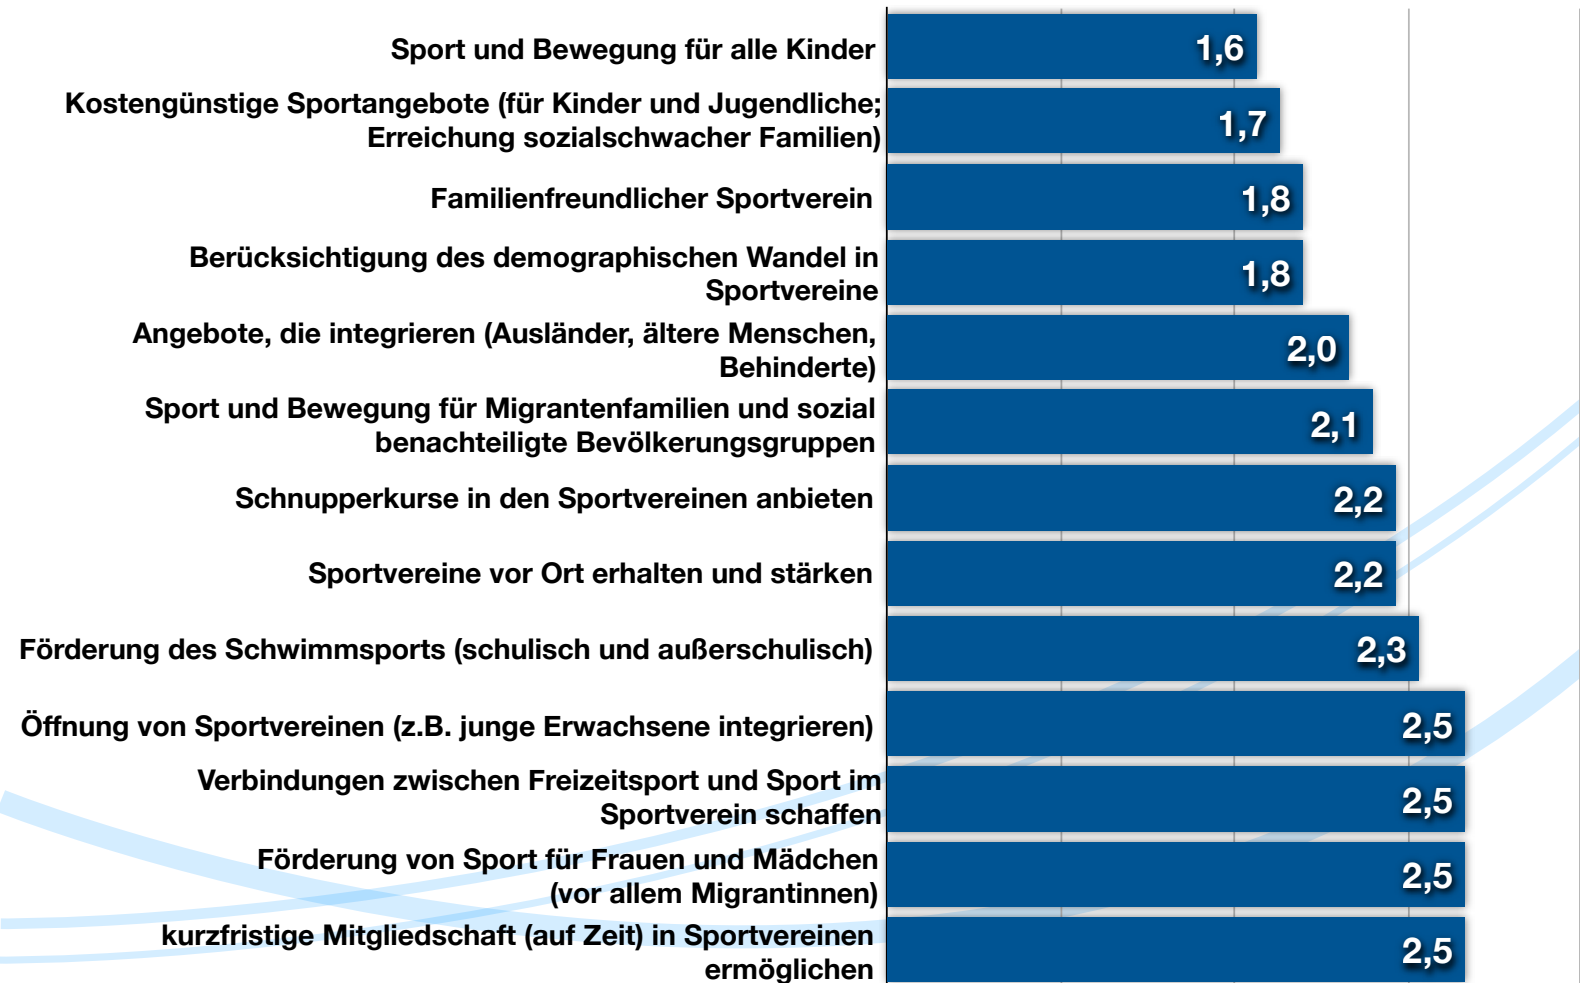 Sport und Bewegung für alle Kinder
1,6
Kostengünstige Sportangebote (für Kinder und Jugendliche;
Erreichung sozialschwacher Familien)
1,7
Familienfreundlicher Sportverein
1,8
Berücksichtigung des demographischen Wandel in
Sportvereine
1,8
Angebote, die integrieren (Ausländer, ältere Menschen,
Behinderte)
2,0
Sport und Bewegung für Migrantenfamilien und sozial
benachteiligte Bevölkerungsgruppen
2,1
Schnupperkurse in den Sportvereinen anbieten
2,2
Sportvereine vor Ort erhalten und stärken
2,2
Förderung des Schwimmsports (schulisch und außerschulisch)
2,3
Öffnung von Sportvereinen (z.B. junge Erwachsene integrieren)
2,5
Verbindungen zwischen Freizeitsport und Sport im
Sportverein schaffen
2,5
Förderung von Sport für Frauen und Mädchen
(vor allem Migrantinnen)
2,5
kurzfristige Mitgliedschaft (auf Zeit) in Sportvereinen
ermöglichen
2,5